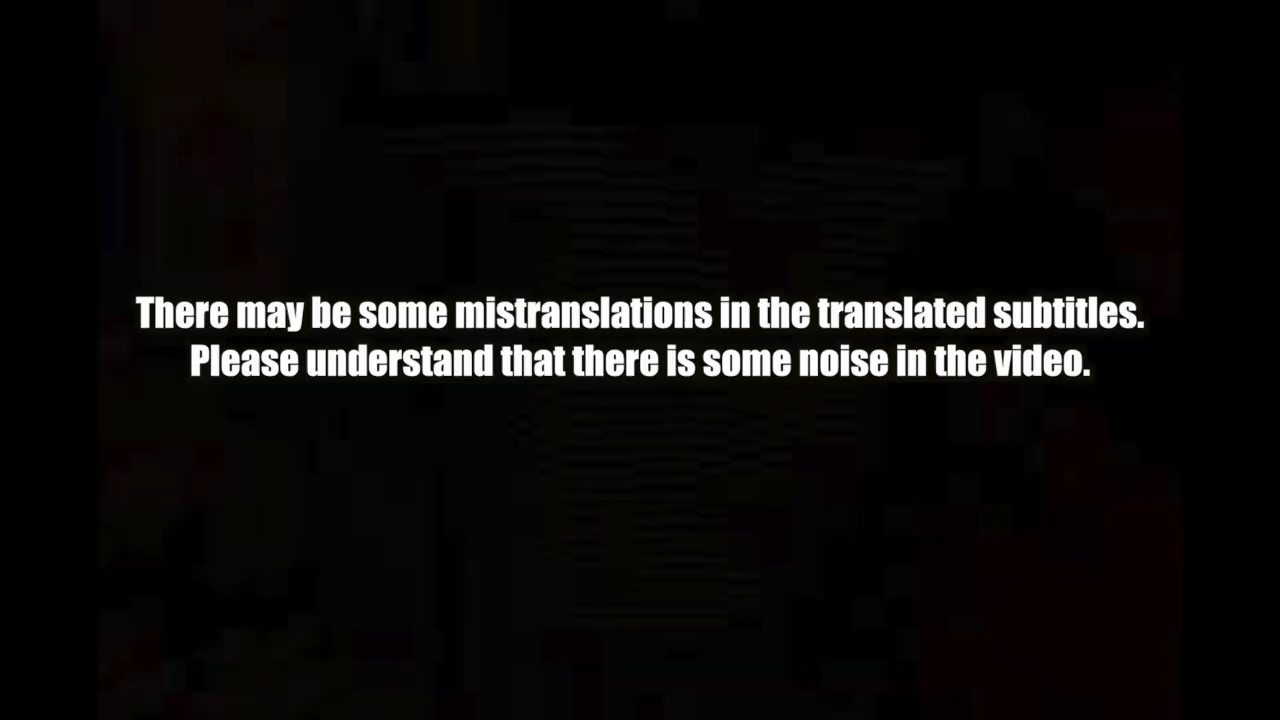 There may be some mistranslations in the translated subtitles.
Please understand that there is some noise in the video.